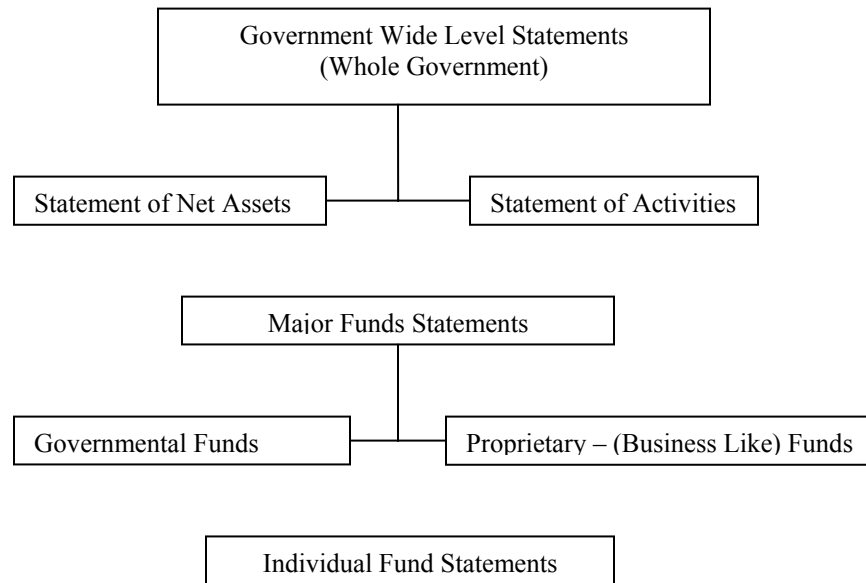 Government Wide Level Statements
(Whole Government)
Statement of Net Assets
Statement of Activities
Major Funds Statements
Governmental Funds
Proprietary – (Business Like) Funds
Individual Fund Statements